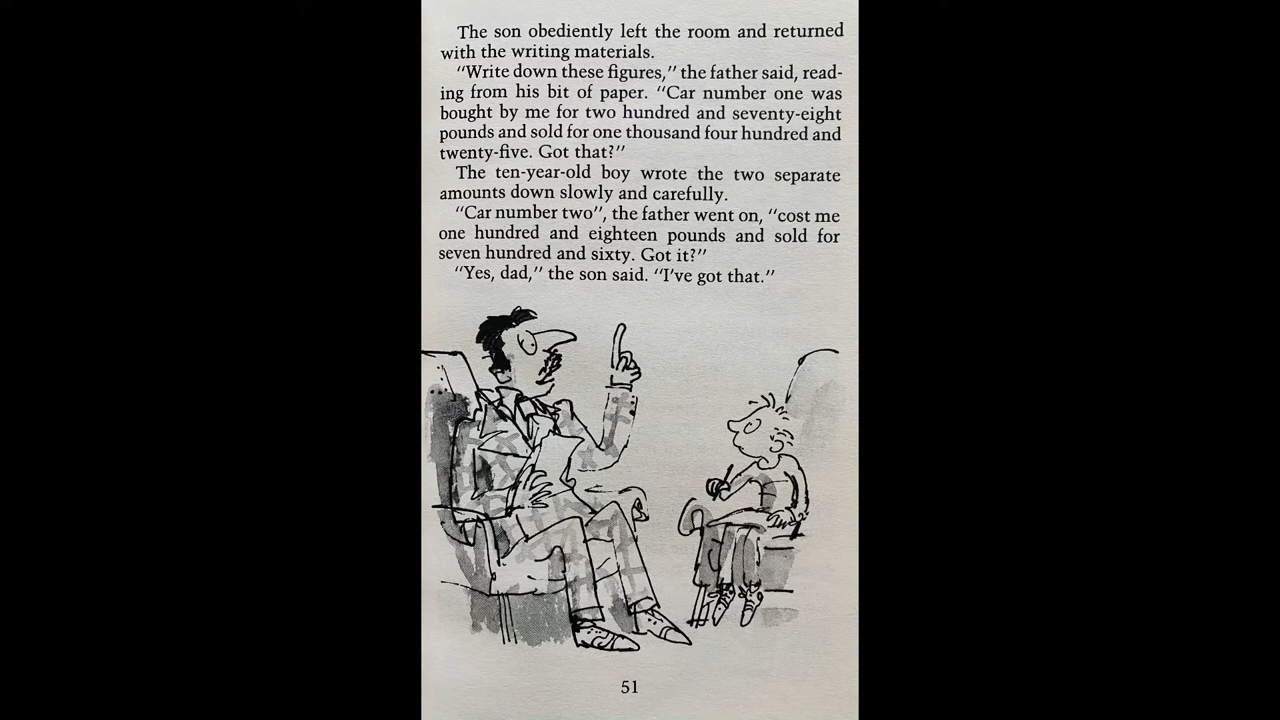 The son obediently left the room and returned
with the writing materials.
“Write down these figures,” the father said, read-
ing from his bit of paper. “Car number one was
bought by me for two hundred and seventy-eight
pounds and sold for one thousand four hundred and
twenty-five. Got that?”
The ten-year-old boy wrote the two separate
amounts down slowly and carefully.
“Car number two”, the father went on, “cost me
one hundred and eighteen pounds and sold for
seven hundred and sixty. Got it?”
“Yes, dad,” the son said. “I’ve got that.”
51